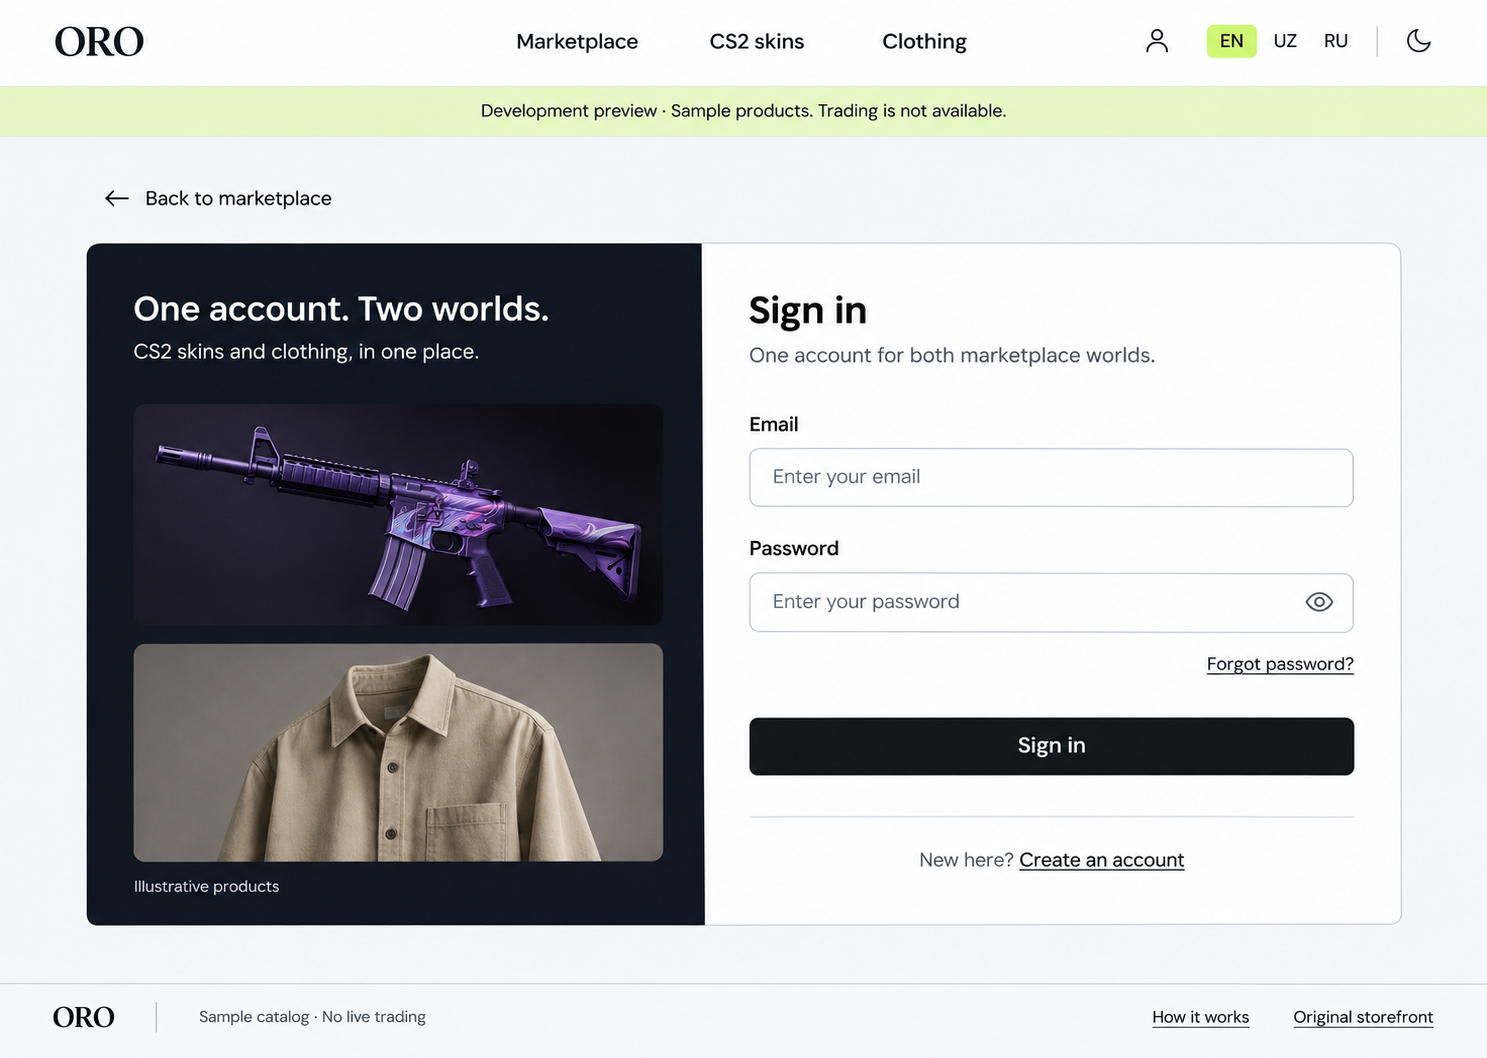 ORO
Marketplace
CS2 skins
Clothing
EN
UZ
RU
Development preview · Sample products. Trading is not available.
Back to marketplace
One account. Two worlds.
CS2 skins and clothing, in one place.
Illustrative products
Sign in
One account for both marketplace worlds.
Email
Enter your email
Password
Enter your password
Forgot password?
Sign in
New here? Create an account
ORO
Sample catalog · No live trading
How it works
Original storefront